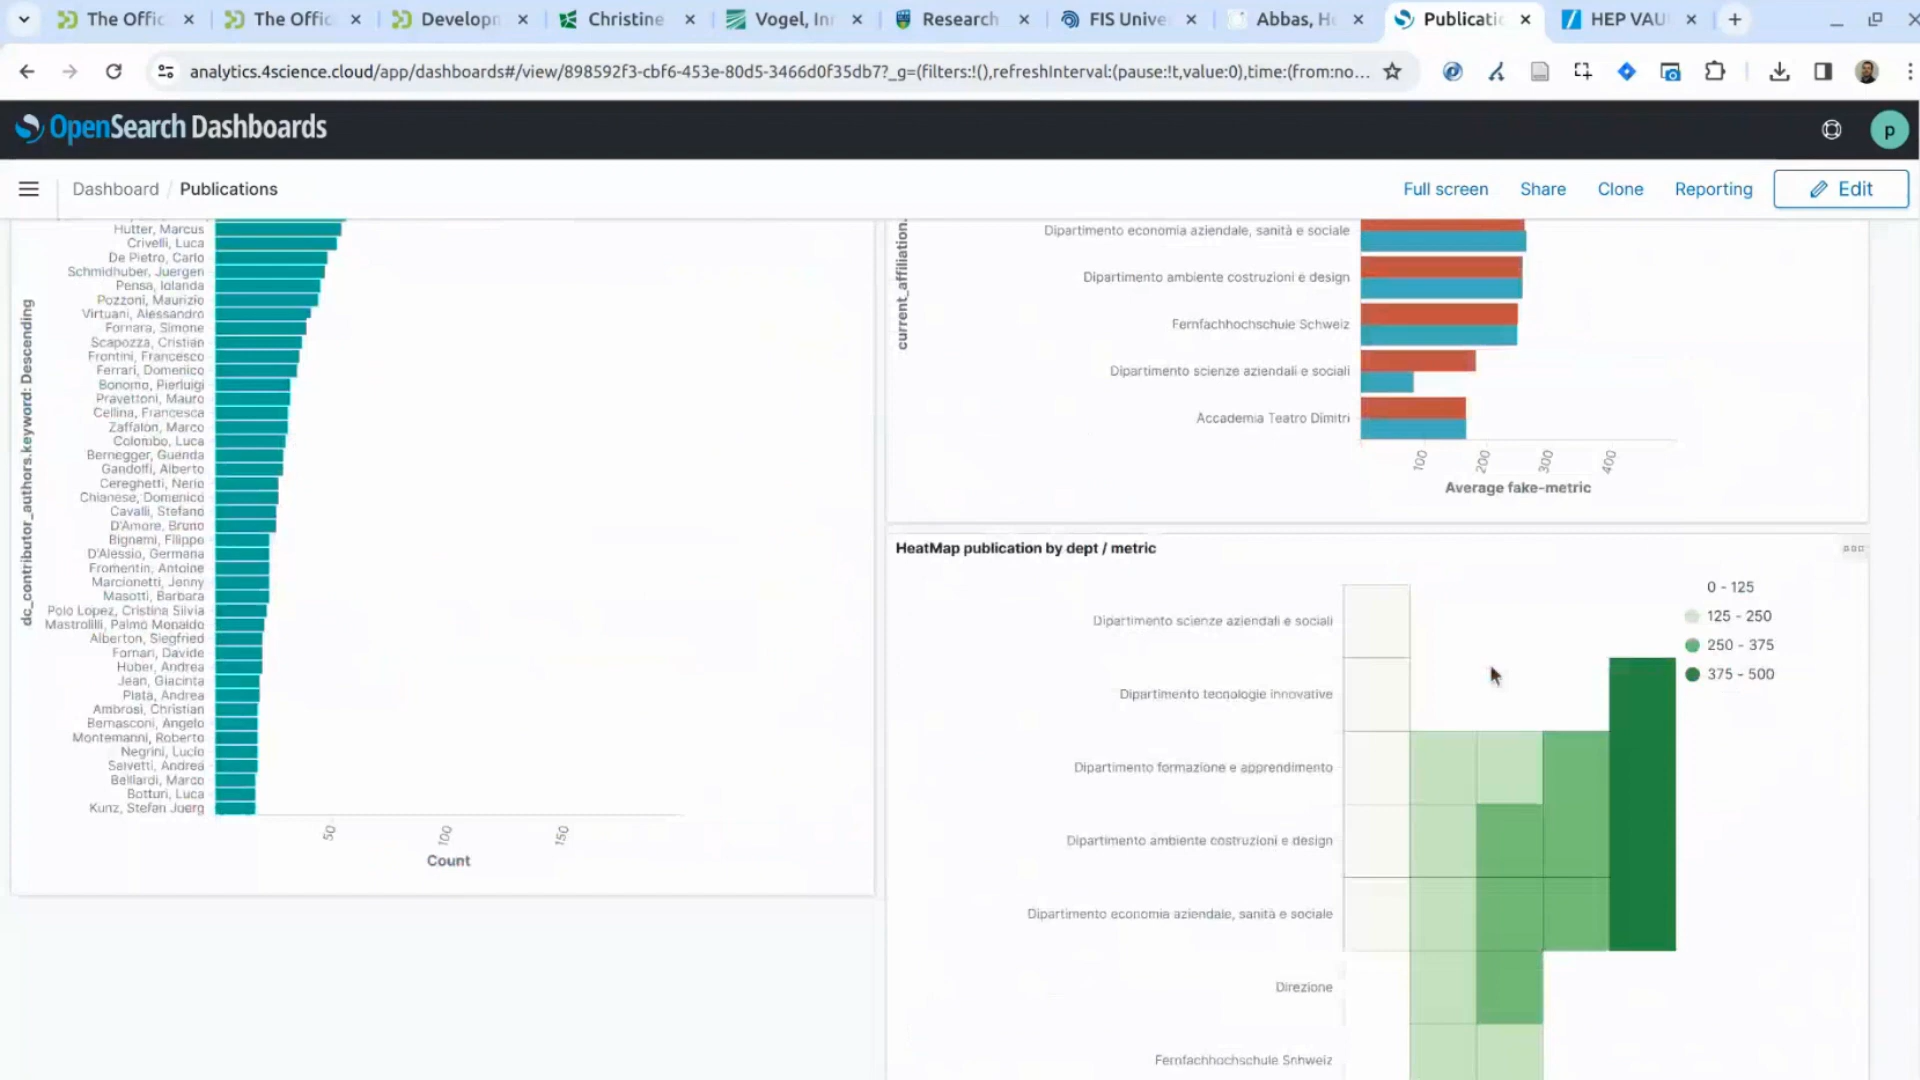 The Offic
The Offic
Developn
Christine
Vogel, Inn
Research
FIS Unive
Abbas, He
Publicatio
HEP VAU
analytics.4science.cloud/app/dashboards#/view/898592f3-cbf6-453e-80d5-3466d0f35db7?_g=(filters:!(),refreshInterval:(pause:!t,value:0),time:(from:no...
OpenSearch Dashboards
p
Dashboard / Publications
Full screen
Share
Clone
Reporting
Edit
dc_contributor_authors.keyword: Descending
Hutter, Marcus
Crivelli, Luca
De Pietro, Carlo
Schmidhuber, Juergen
Pensa, Iolanda
Pozzoni, Maurizio
Virtuani, Alessandro
Fornara, Simone
Scapozza, Cristian
Frontini, Francesco
Ferrari, Domenico
Bonomo, Pierluigi
Pravettoni, Mauro
Cellina, Francesca
Zaffalon, Marco
Colombo, Luca
Bernegger, Guenda
Gandolfi, Alberto
Cereghetti, Nerio
Chianese, Domenico
Cavalli, Stefano
D'Amore, Bruno
Bignami, Filippo
D'Alessio, Germana
Fromentin, Antoine
Marcionetti, Jenny
Masotti, Barbara
Polo Lopez, Cristina Silvia
Mastrolilli, Palmo Monaldo
Alberton, Siegfried
Fornari, Davide
Huber, Andrea
Jean, Giacinta
Plata, Andrea
Ambrosi, Christian
Bernasconi, Angelo
Montemanni, Roberto
Negrini, Lucio
Salvetti, Andrea
Belliardi, Marco
Botturi, Luca
Kunz, Stefan Joerg
50
100
150
Count
current_affiliation.
Dipartimento economia aziendale, sanità e sociale
Dipartimento ambiente costruzioni e design
Fernfachhochschule Schweiz
Dipartimento scienze aziendali e sociali
Accademia Teatro Dimitri
100
200
300
400
Average fake-metric
HeatMap publication by dept / metric
0 - 125
125 - 250
250 - 375
375 - 500
Dipartimento scienze aziendali e sociali
Dipartimento tecnologie innovative
Dipartimento formazione e apprendimento
Dipartimento ambiente costruzioni e design
Dipartimento economia aziendale, sanità e sociale
Direzione
Fernfachhochschule Schweiz